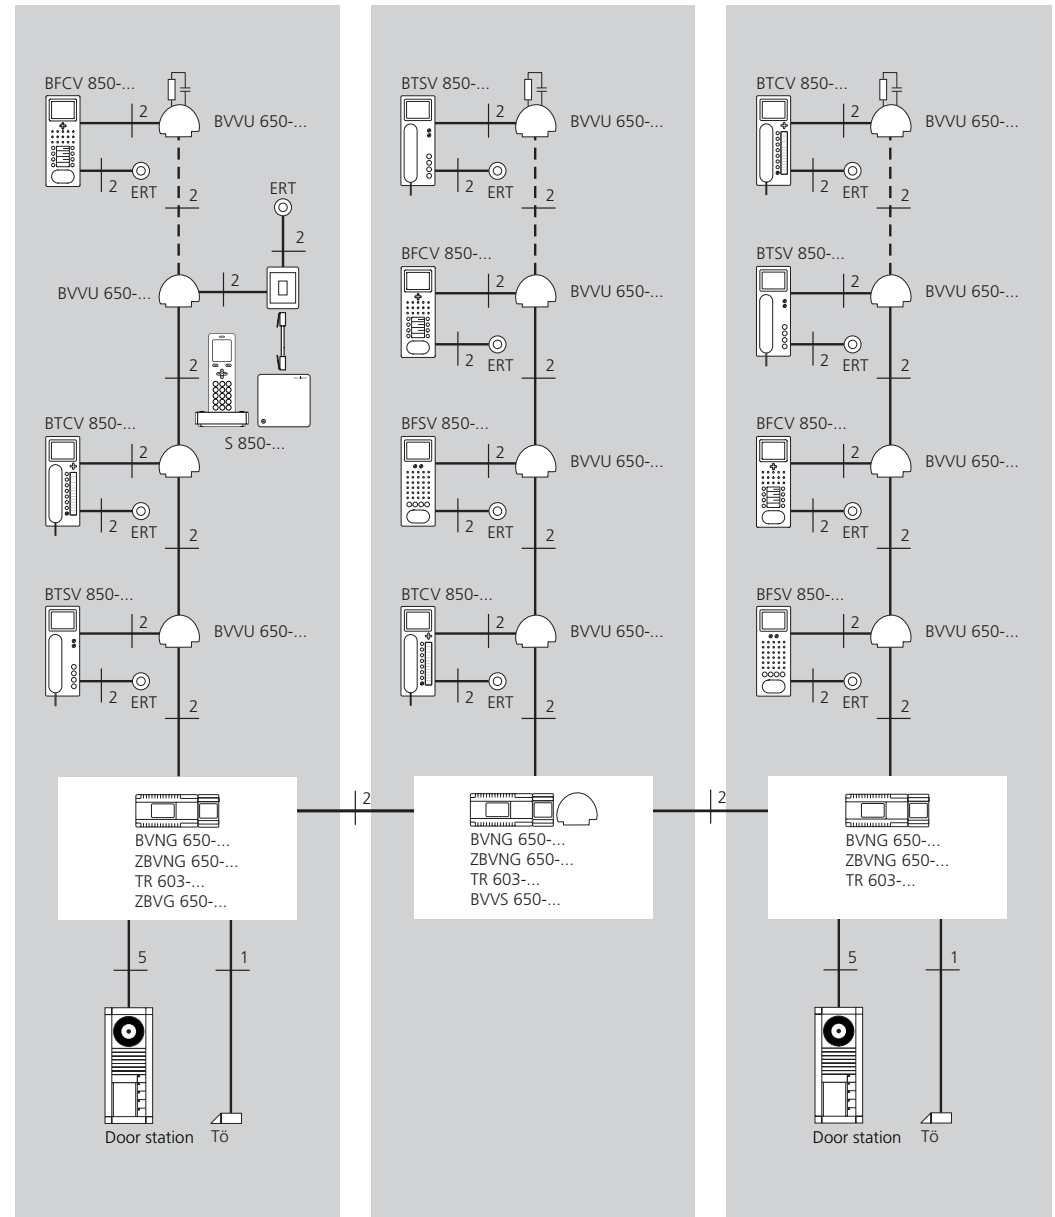 BFCV 850-...
2
BVVU 650-...
2
ERT
2
ERT
2
BVVU 650-...
2
2
S 850-...
BTCV 850-...
2
BVVU 650-...
2
ERT
2
BTSV 850-...
2
BVVU 650-...
2
ERT
2
BVNG 650-...
ZBVNG 650-...
TR 603-...
ZBVG 650-...
5
1
Door station
Tö
2
BTSV 850-...
2
BVVU 650-...
2
ERT
2
BFCV 850-...
2
BVVU 650-...
2
ERT
2
BFSV 850-...
2
BVVU 650-...
2
ERT
2
BTCV 850-...
2
BVVU 650-...
2
ERT
2
BVNG 650-...
ZBVNG 650-...
TR 603-...
BVVS 650-...
2
BTCV 850-...
2
BVVU 650-...
2
ERT
2
BTSV 850-...
2
BVVU 650-...
2
ERT
2
BFCV 850-...
2
BVVU 650-...
2
ERT
2
BFSV 850-...
2
BVVU 650-...
2
ERT
2
BVNG 650-...
ZBVNG 650-...
TR 603-...
5
1
Door station
Tö